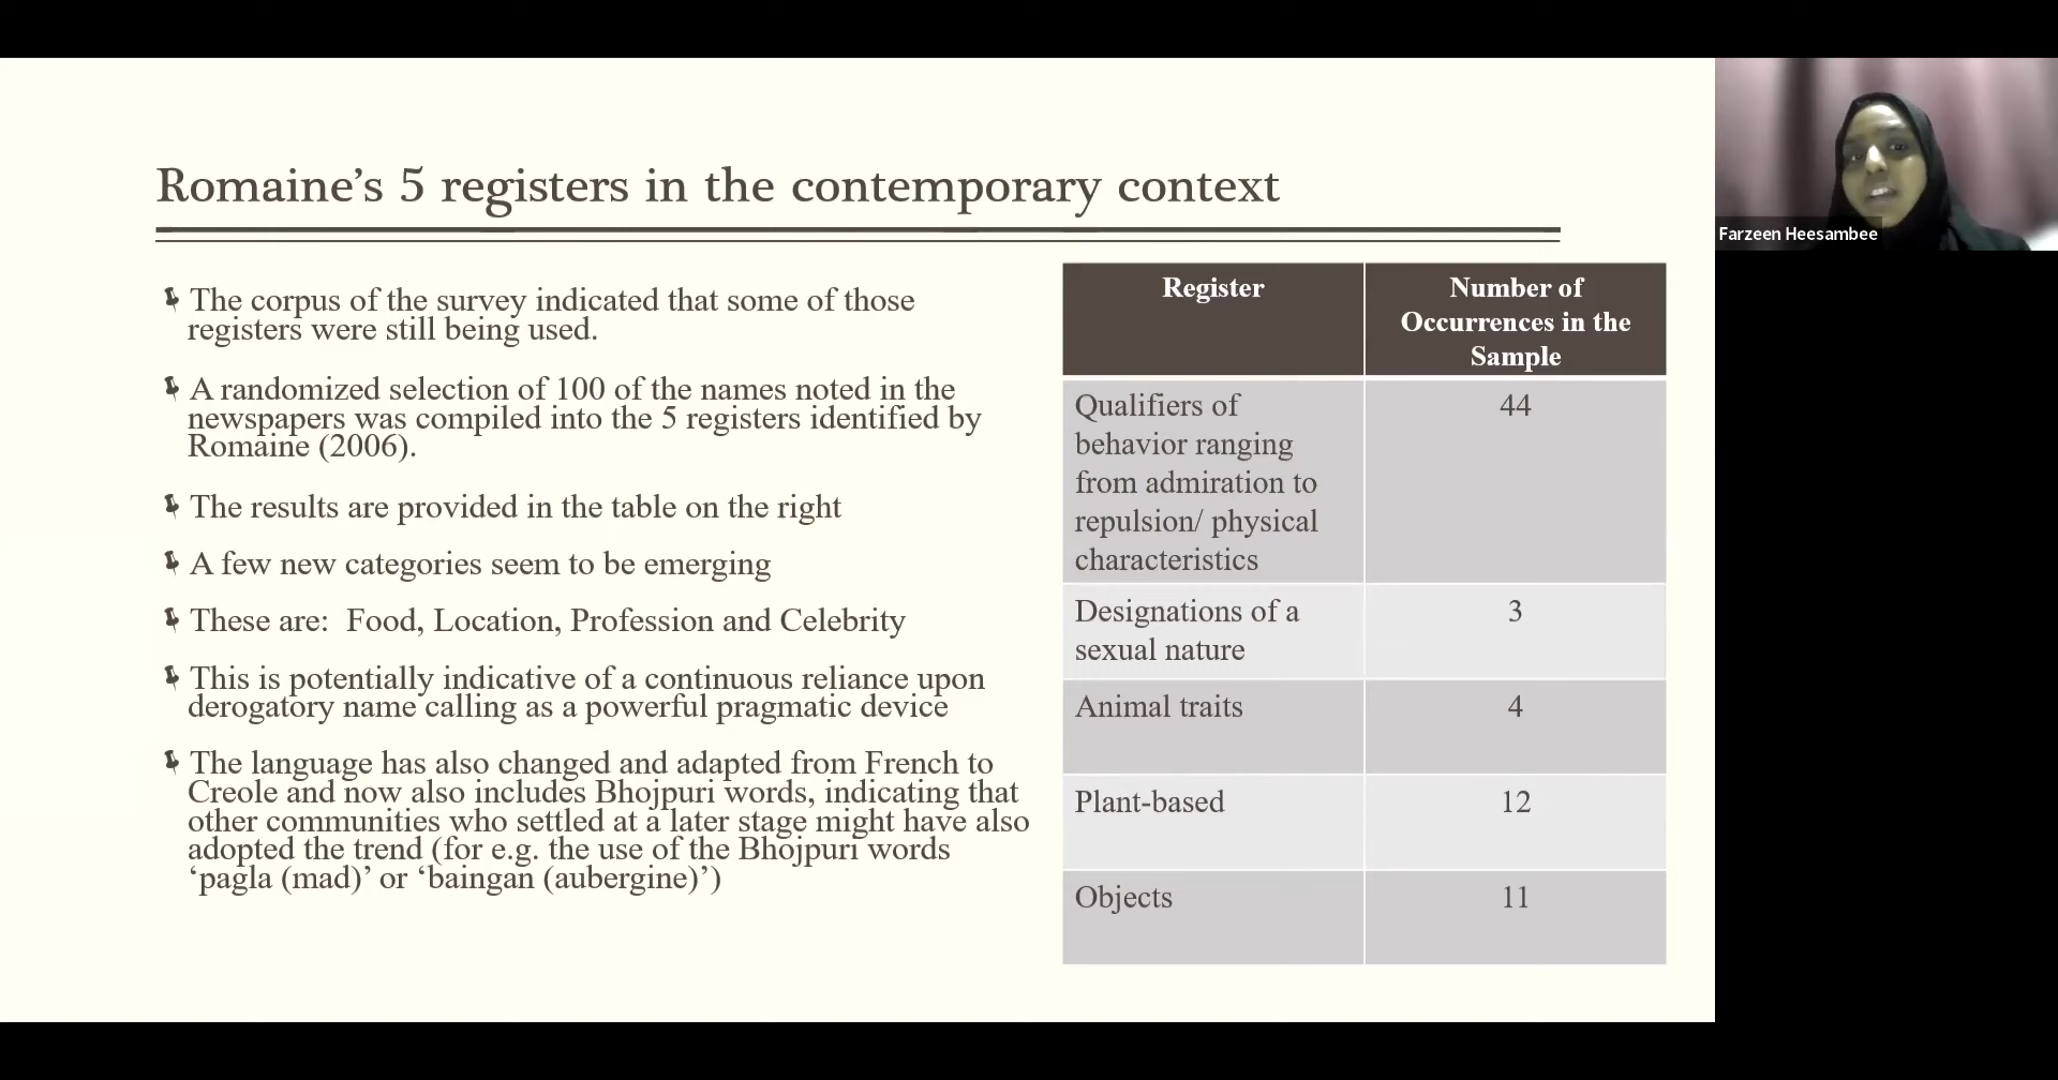 Romaine’s 5 registers in the contemporary context
The corpus of the survey indicated that some of those
registers were still being used.
A randomized selection of 100 of the names noted in the
newspapers was compiled into the 5 registers identified by
Romaine (2006).
The results are provided in the table on the right
A few new categories seem to be emerging
These are:  Food, Location, Profession and Celebrity
This is potentially indicative of a continuous reliance upon
derogatory name calling as a powerful pragmatic device
The language has also changed and adapted from French to
Creole and now also includes Bhojpuri words, indicating that
other communities who settled at a later stage might have also
adopted the trend (for e.g. the use of the Bhojpuri words
‘pagla (mad)’ or ‘baingan (aubergine)’)
Register
Number of
Occurrences in the
Sample
Qualifiers of
behavior ranging
from admiration to
repulsion/ physical
characteristics
44
Designations of a
sexual nature
3
Animal traits
4
Plant-based
12
Objects
11
Farzeen Heesambee